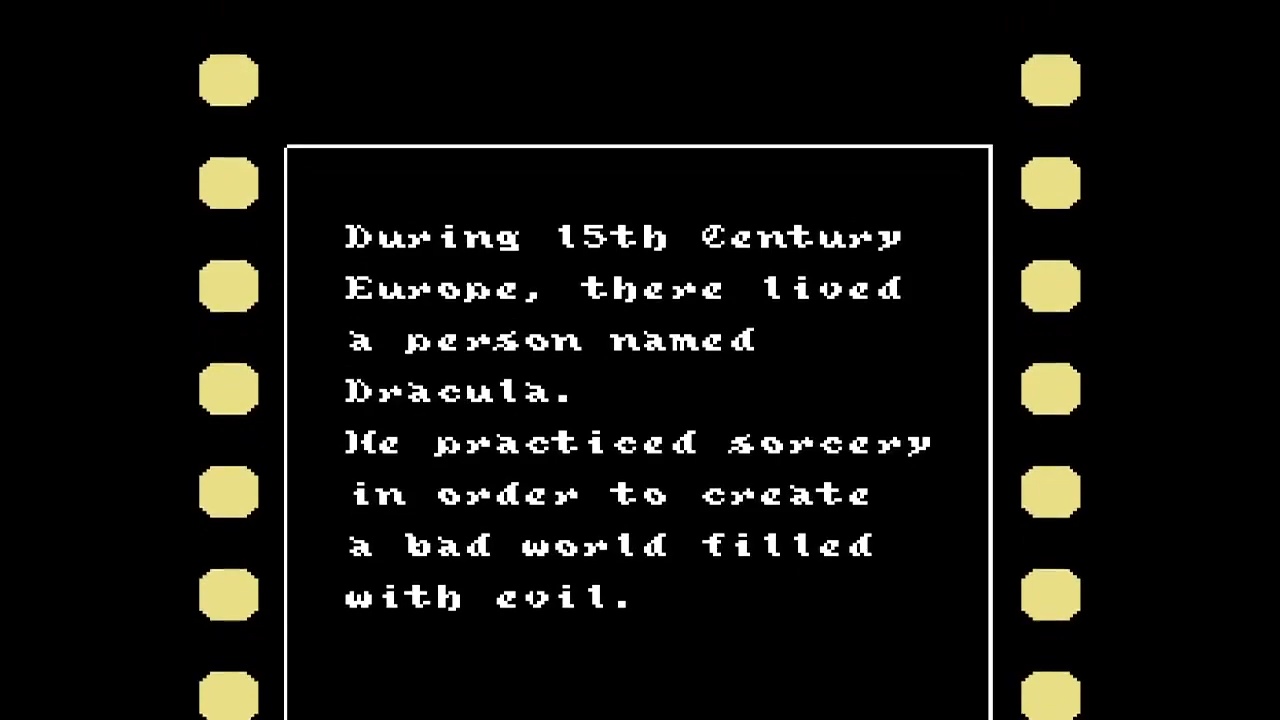 During 15th Century
Europe, there lived
a person named
Dracula.
He practiced sorcery
in order to create
a bad world filled
with evil.